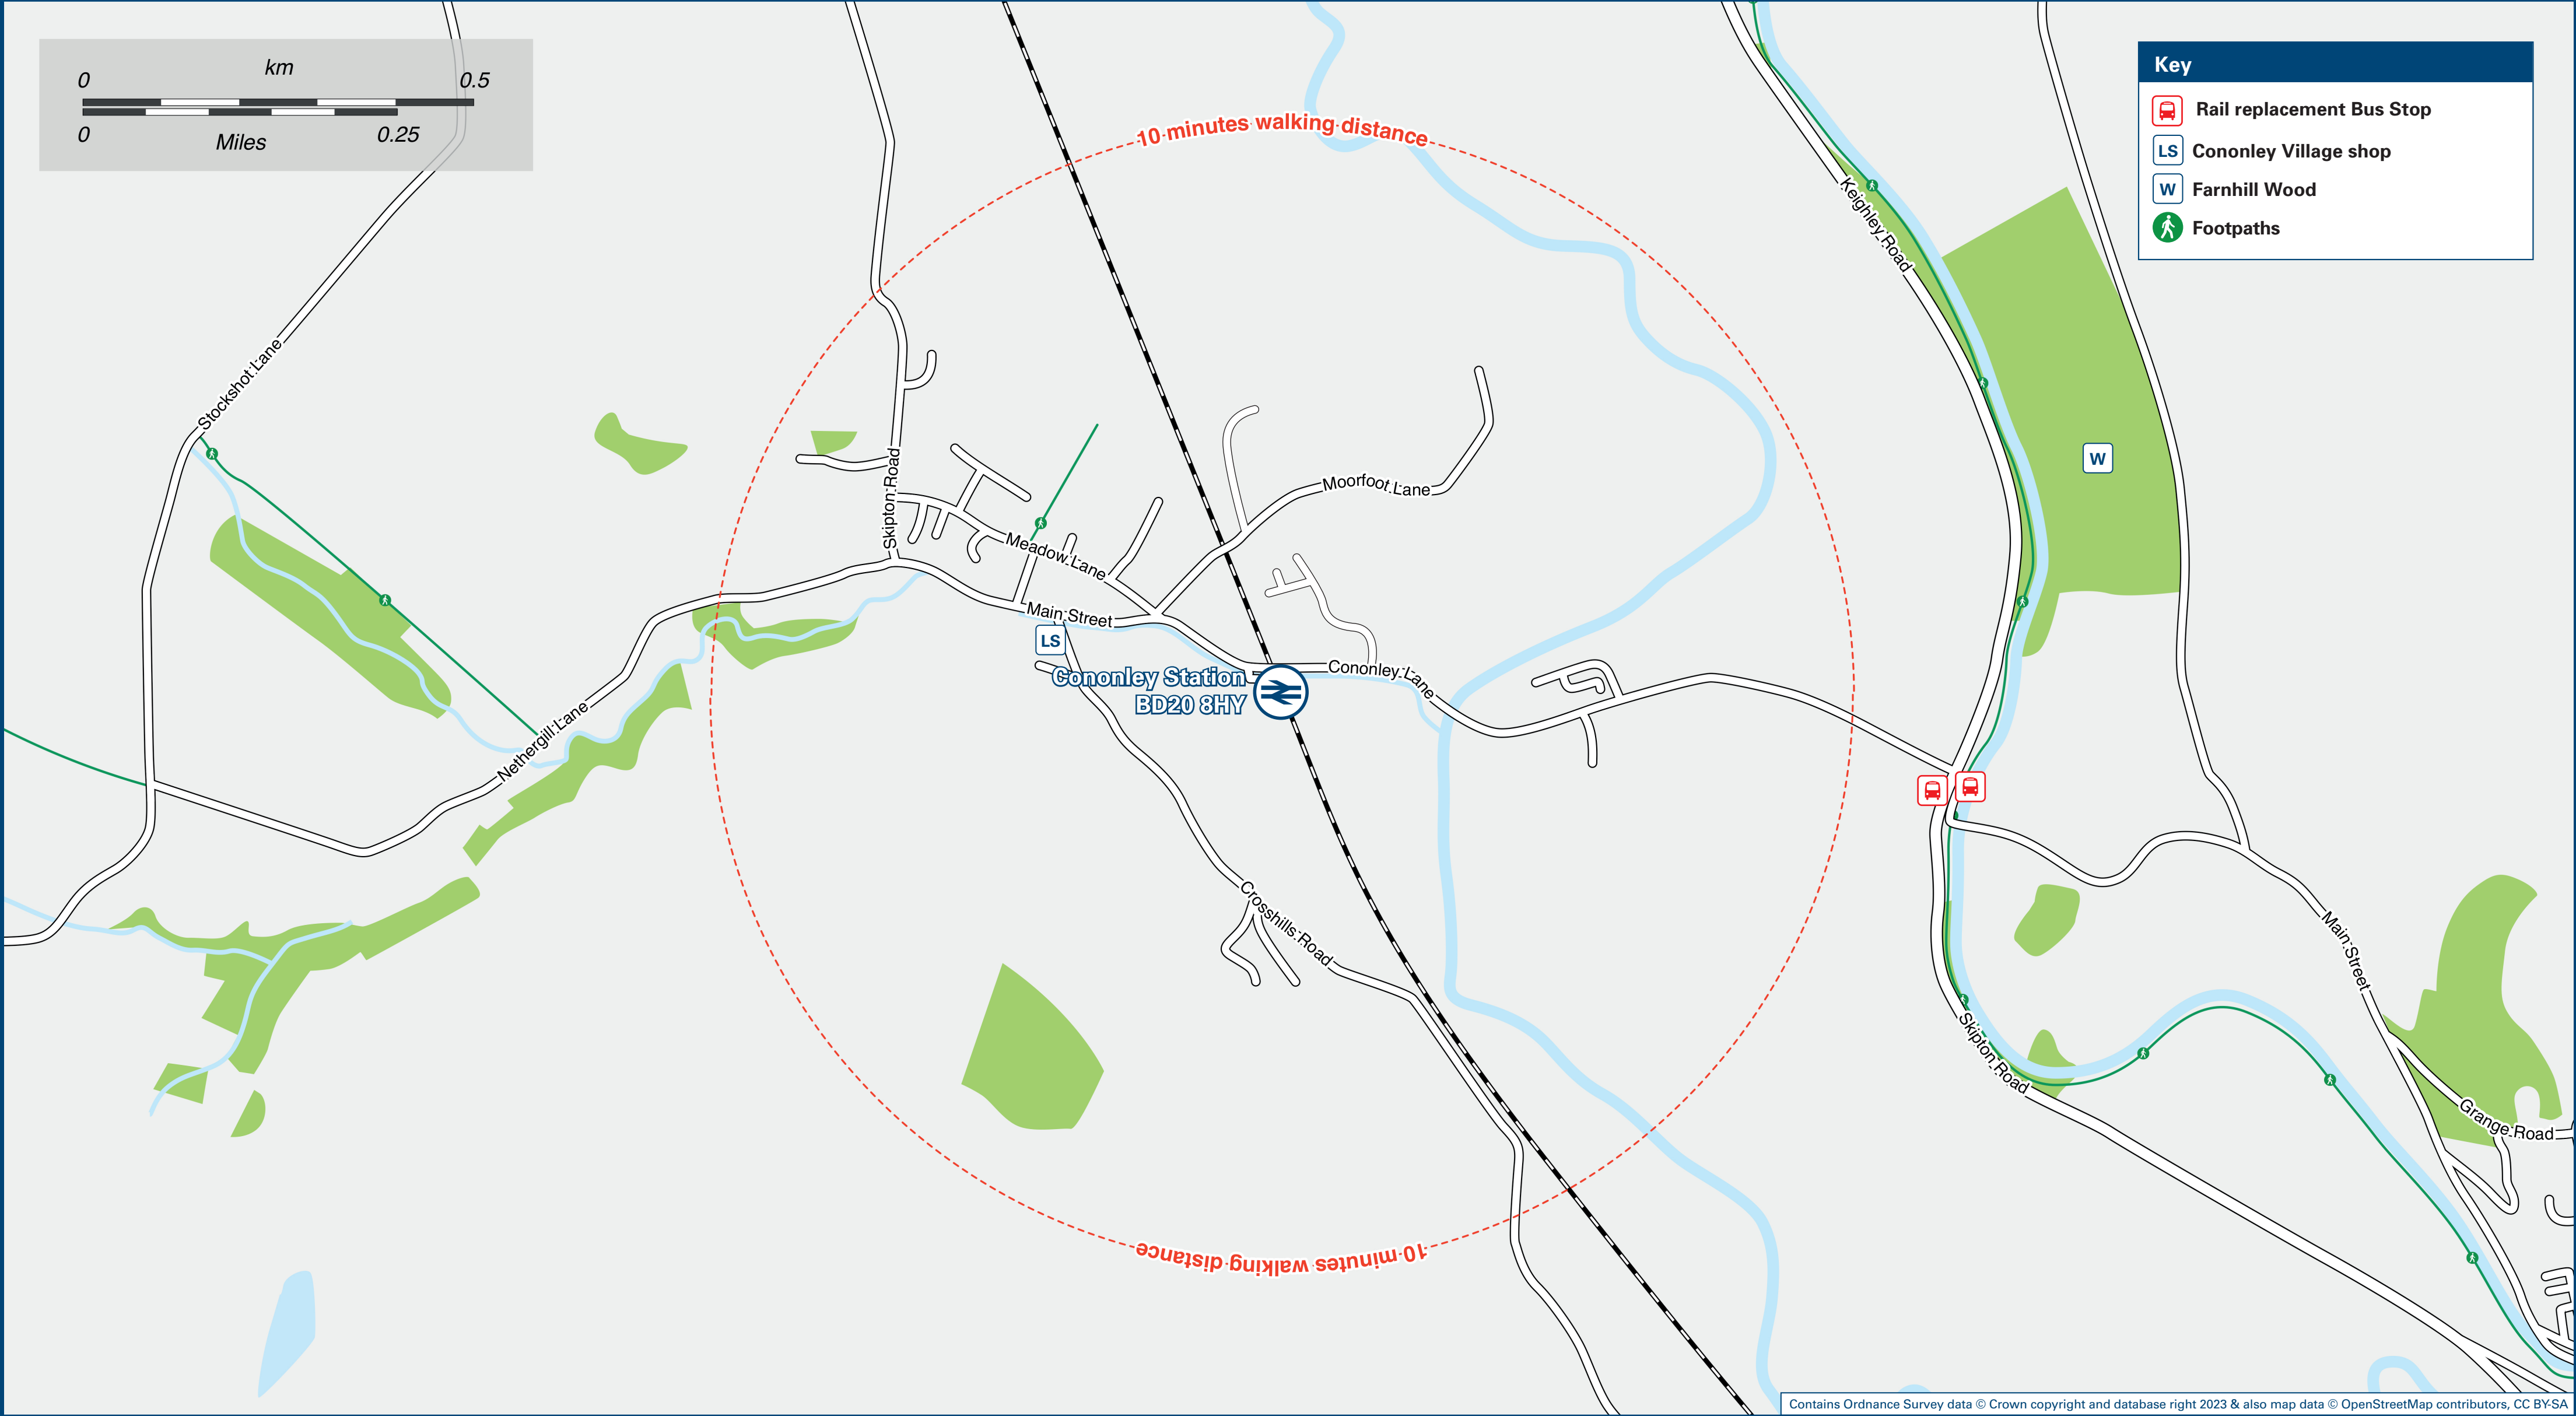 km
0 0.5
0 0.25
Miles
10 minutes walking distance
Key
Rail replacement Bus Stop
LS Cononley Village shop
W Farnhill Wood
Footpaths
Keighley Road
Stockshot Lane
Skipton Road
W
Moorfoot Lane
Meadow Lane
Main Street
LS
Cononley Station
BD20 8HY
Cononley Lane
Nethergill Lane
Crosshills Road
Main Street
Skipton Road
Grange Road
10 minutes walking distance
Contains Ordnance Survey data © Crown copyright and database right 2023 & also map data © OpenStreetMap contributors, CC BY-SA